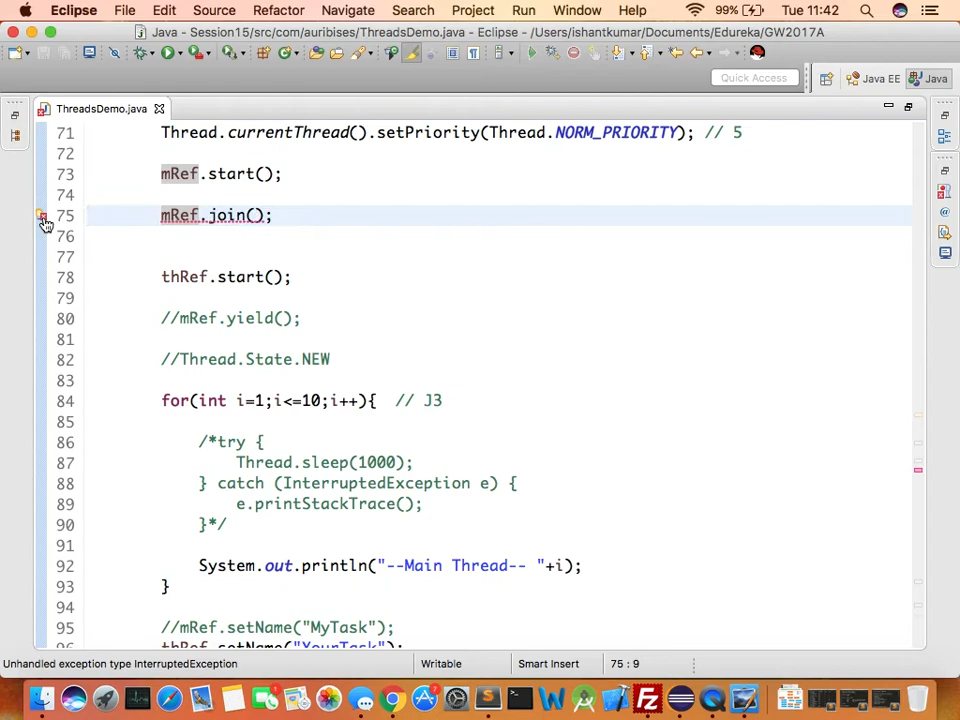 Eclipse File Edit Source Refactor Navigate Search Project Run Window Help 99% Tue 11:42
Java - Session15/src/com/auribises/ThreadsDemo.java - Eclipse - /Users/ishantkumar/Documents/Edureka/GW2017A
Quick Access Java EE Java
ThreadsDemo.java
71 Thread.currentThread().setPriority(Thread.NORM_PRIORITY); // 5
72
73 mRef.start();
74
75 mRef.join();
76
77
78 thRef.start();
79
80 //mRef.yield();
81
82 //Thread.State.NEW
83
84 for(int i=1;i<=10;i++){ // J3
85
86 /*try {
87 Thread.sleep(1000);
88 } catch (InterruptedException e) {
89 e.printStackTrace();
90 }*/
91
92 System.out.println("--Main Thread-- "+i);
93 }
94
95 //mRef.setName("MyTask");
96 thRef.setName("YourTask");
Unhandled exception type InterruptedException Writable Smart Insert 75 : 9